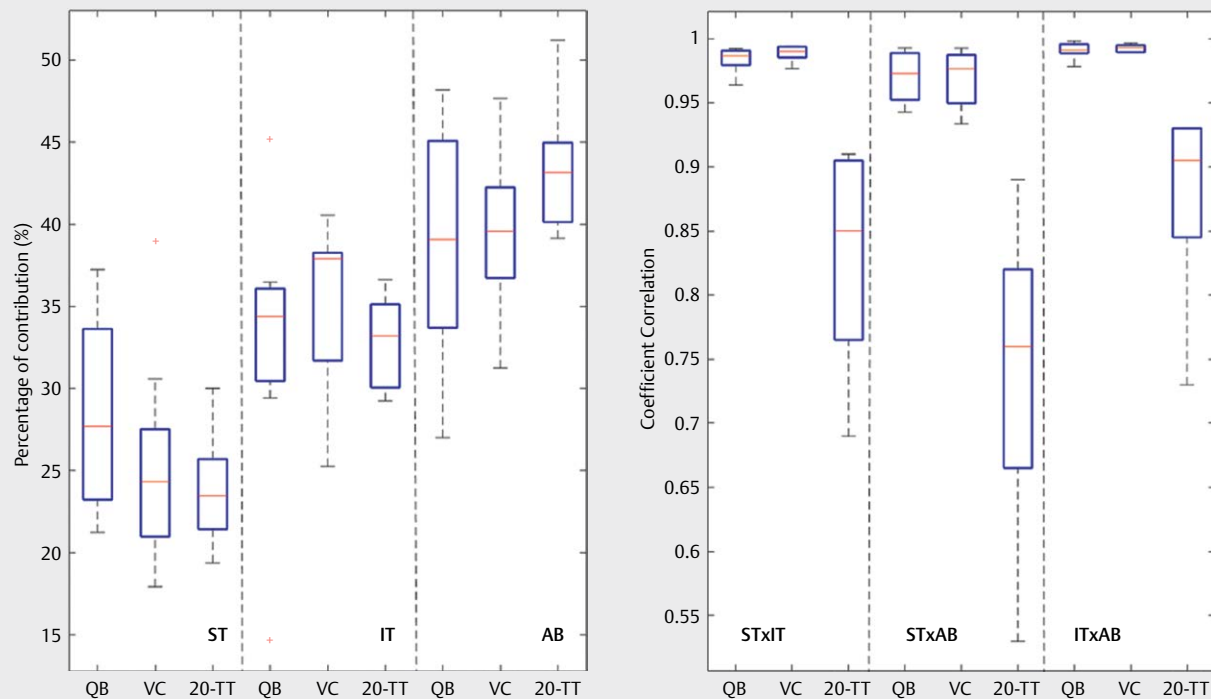 Percentage of contribution (%)
50
45
40
35
30
25
20
15
ST
IT
AB
QB VC 20-TT QB VC 20-TT QB VC 20-TT
Coefficient Correlation
1
0.95
0.9
0.85
0.8
0.75
0.7
0.65
0.6
0.55
STxIT
STxAB
ITxAB
QB VC 20-TT QB VC 20-TT QB VC 20-TT